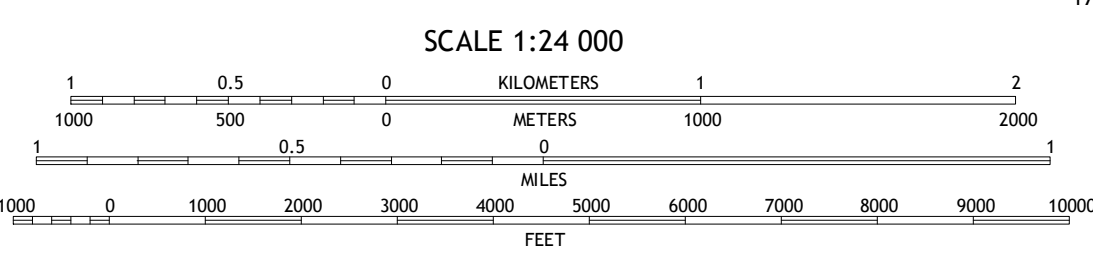 SCALE 1:24 000
1 0.5 0 KILOMETERS 1 2
1000 500 0 METERS 1000 2000
1 0.5 0 1
MILES
1000 0 1000 2000 3000 4000 5000 6000 7000 8000 9000 10000
FEET